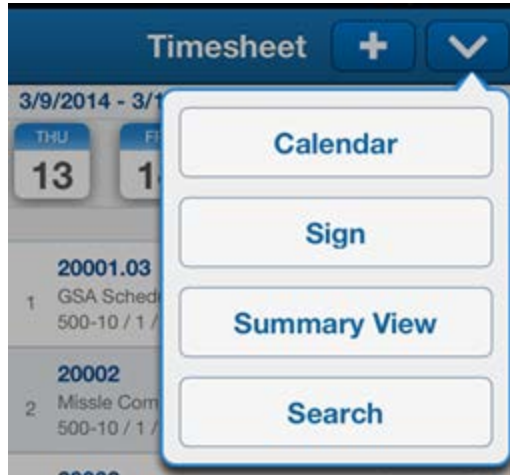 Timesheet
3/9/2014 - 3/1
THU
13
Calendar
Sign
Summary View
Search
20001.03
1
GSA Schedu
500-10 / 1 /
20002
2
Missle Com
500-10 / 1 /